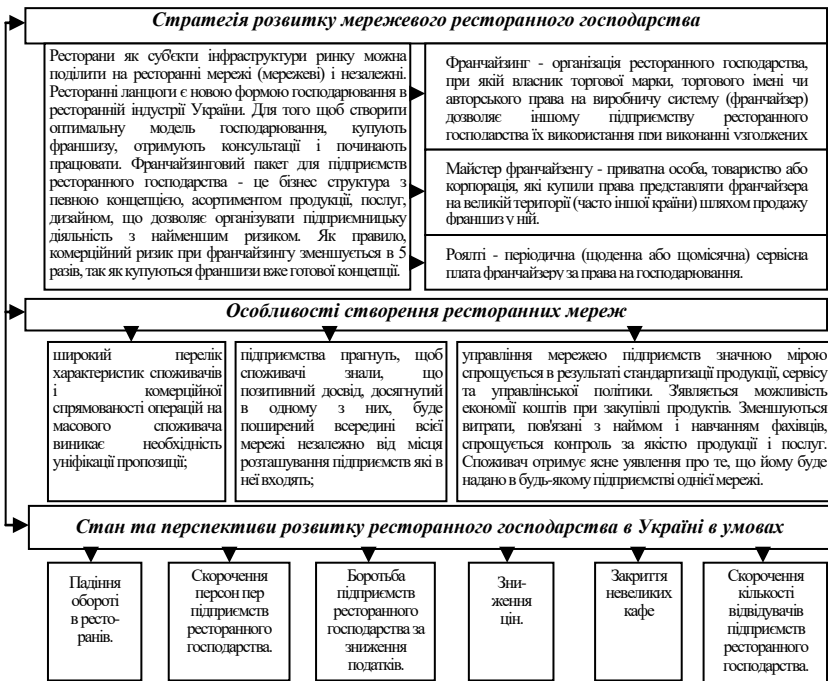 Стратегія розвитку мережевого ресторанного господарства
Ресторани як суб'єкти інфраструктури ринку можна
поділити на ресторанні мережі (мережеві) і незалежні.
Ресторанні ланцюги є новою формою господарювання в
ресторанній індустрії України. Для того щоб створити
оптимальну модель господарювання, купують
франшизу, отримують консультації і починають
працювати. Франчайзинговий пакет для підприємств
ресторанного господарства - це бізнес структура з
певною концепцією, асортиментом продукції, послуг,
дизайном, що дозволяє організувати підприємницьку
діяльність з найменшим ризиком. Як правило,
комерційний ризик при франчайзингу зменшується в 5
разів, так як купуються франшизи вже готової концепції.
Франчайзинг - організація ресторанного господарства,
при якій власник торгової марки, торгового імені чи
авторського права на виробничу систему (франчайзер)
дозволяє іншому підприємству ресторанного
господарства їх використання при виконанні узгоджених
Майстер франчайзенгу - приватна особа, товариство або
корпорація, які купили права представляти франчайзера
на великій території (часто іншої країни) шляхом продажу
франшиз у ній.
Роялті - періодична (щоденна або щомісячна) сервісна
плата франчайзеру за права на господарювання.
Особливості створення ресторанних мереж
широкий перелік
характеристик споживачів
і комерційної
спрямованості операцій на
масового споживача
виникає необхідність
уніфікації пропозиції;
підприємства прагнуть, щоб
споживачі знали, що
позитивний досвід, досягнутий
в одному з них, буде
поширений всередині всієї
мережі незалежно від місця
розташування підприємств які в
неї входять;
управління мережею підприємств значною мірою
спрощується в результаті стандартизації продукції, сервісу
та управлінської політики. З'являється можливість
економії коштів при закупівлі продуктів. Зменшуються
витрати, пов'язані з наймом і навчанням фахівців,
спрощується контроль за якістю продукції і послуг.
Споживач отримує ясне уявлення про те, що йому буде
надано в будь-якому підприємстві однієї мережі.
Стан та перспективи розвитку ресторанного господарства в Україні в умовах
Падіння
обороті
в ресто-
ранів.
Скорочення
персон пер
підприємств
ресторанного
господарства.
Боротьба
підприємств
ресторанного
господарства за
зниження
податків.
Зни-
ження
цін.
Закриття
невеликих
кафе
Скорочення
кількості
відвідувачів
підприємств
ресторанного
господарства.